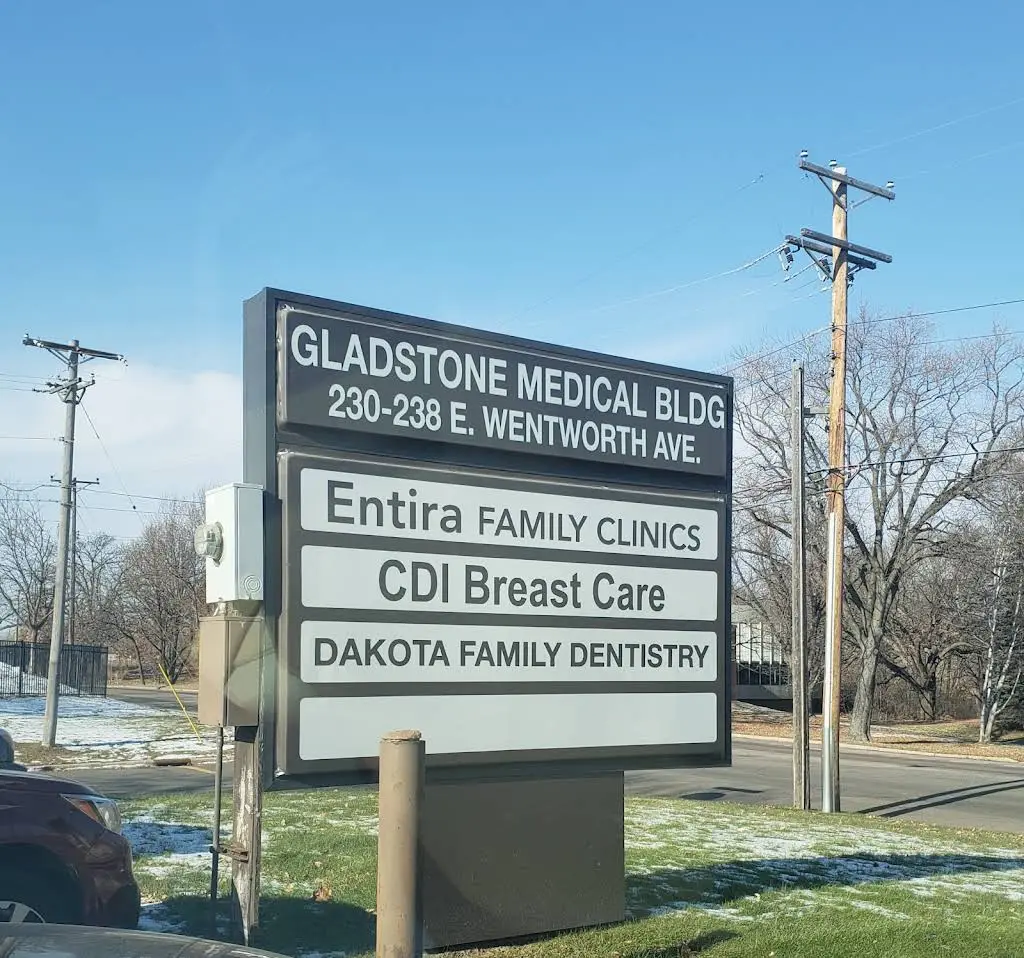 GLADSTONE MEDICAL BLDG
230-238 E. WENTWORTH AVE.
Entira FAMILY CLINICS
CDI Breast Care
DAKOTA FAMILY DENTISTRY